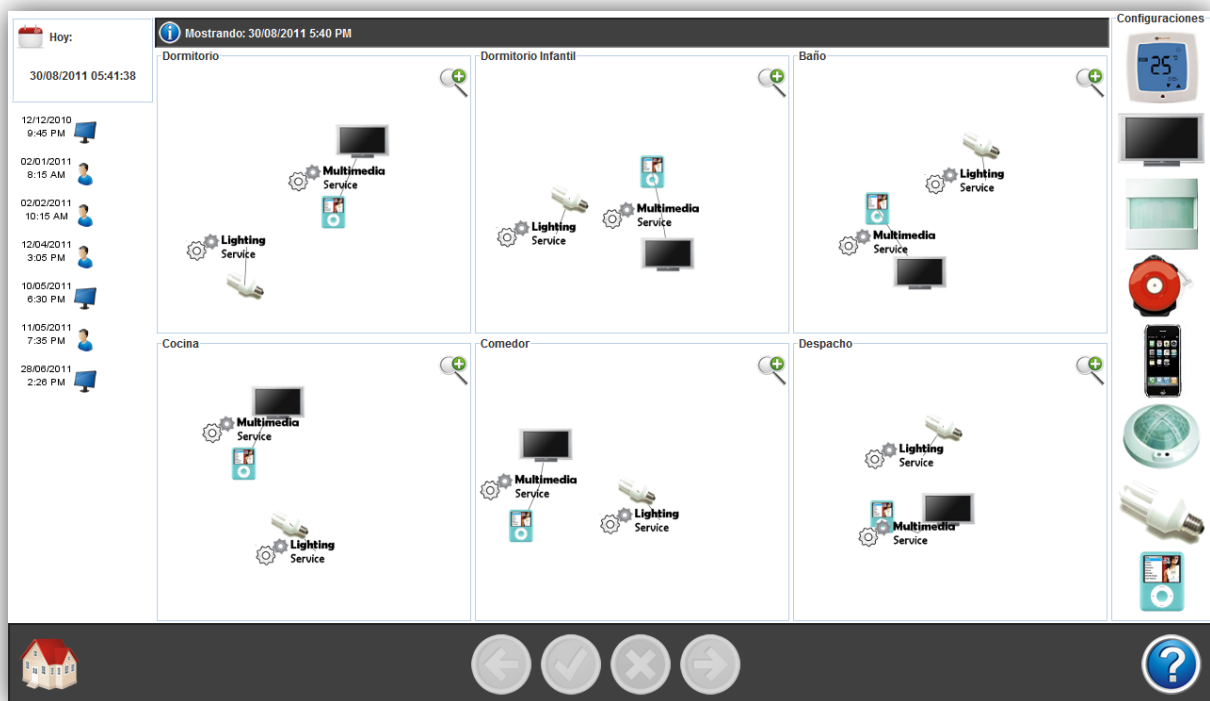 Hoy:
30/08/2011 05:41:38
12/12/2010
9:45 PM
02/01/2011
8:15 AM
02/02/2011
10:15 AM
12/04/2011
3:05 PM
10/05/2011
6:30 PM
11/05/2011
7:35 PM
28/06/2011
2:26 PM
Mostrando: 30/08/2011 5:40 PM
Dormitorio
Multimedia
Service
Lighting
Service
Dormitorio Infantil
Lighting
Service
Multimedia
Service
Baño
Lighting
Service
Multimedia
Service
Cocina
Multimedia
Service
Lighting
Service
Comedor
Multimedia
Service
Lighting
Service
Despacho
Lighting
Service
Multimedia
Service
Configuraciones
25°
?